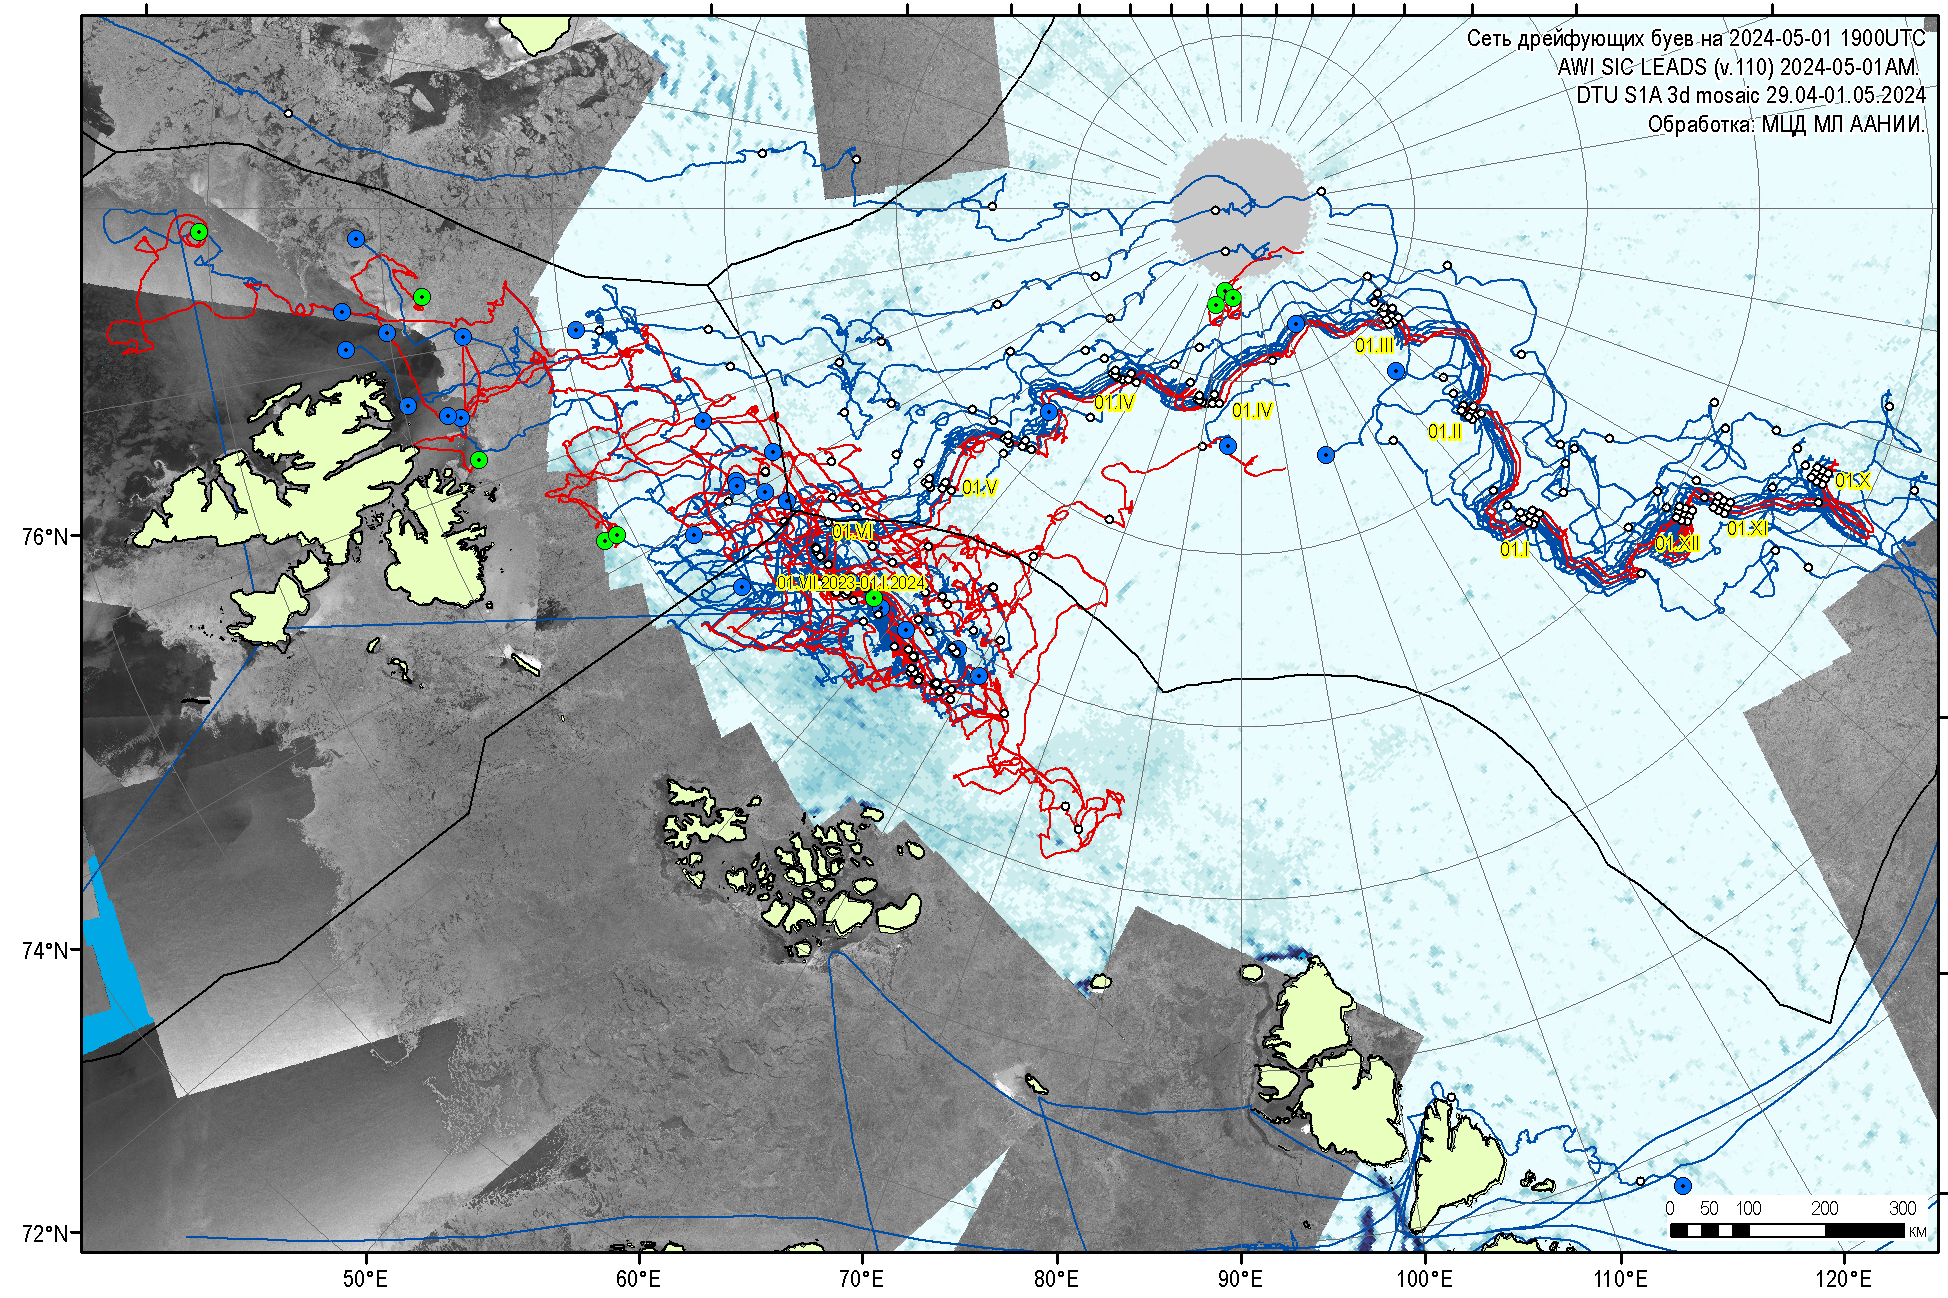 Сеть дрейфующих буев на 2024-05-01 1900UTC
AWI SIC LEADS (v.110) 2024-05-01AM.
DTU S1A 3d mosaic 29.04-01.05.2024
Обработка: МЦД МЛ ААНИИ.
01.III
01.IV
01.IV
01.II
01.V
01.X
01.VI
01.XI
01.XII
01.I
01.VII.2023-01.I.2024
76°N
74°N
72°N
0 50 100 200 300
КМ
50°E 60°E 70°E 80°E 90°E 100°E 110°E 120°E